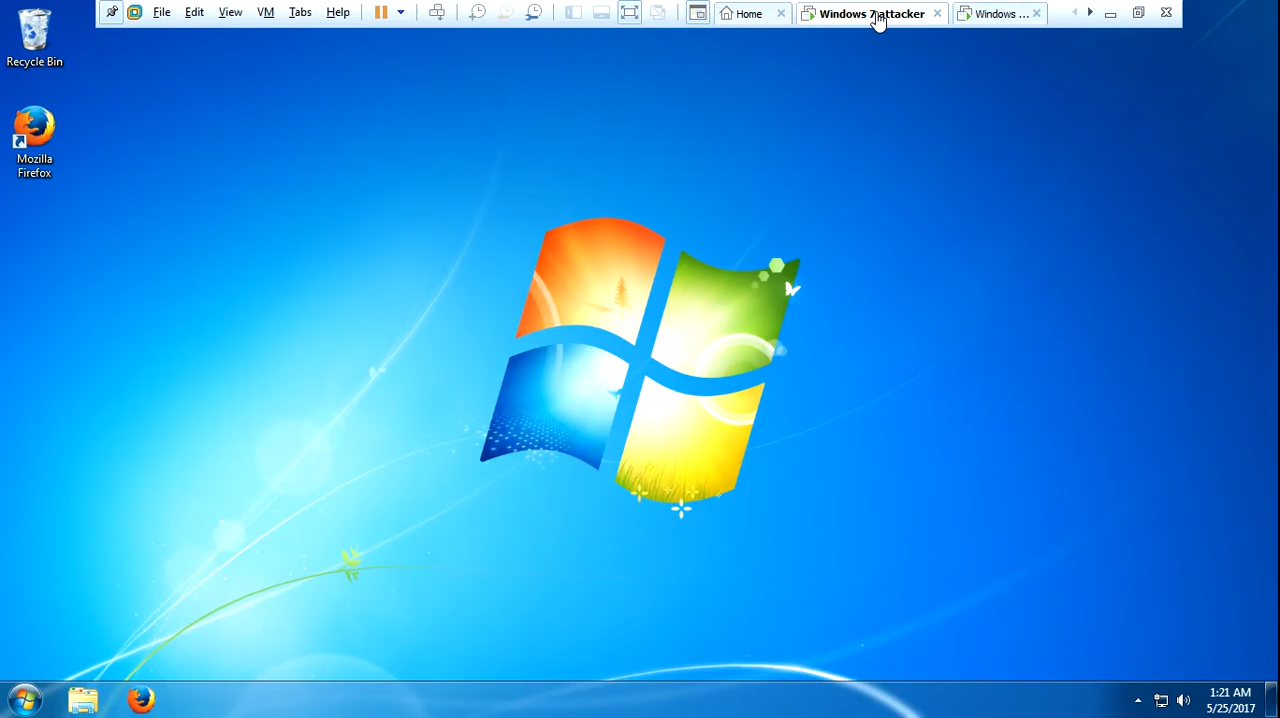 File Edit View VM Tabs Help
Home
Windows 7 attacker
Windows ...
Recycle Bin
Mozilla
Firefox
1:21 AM
5/25/2017